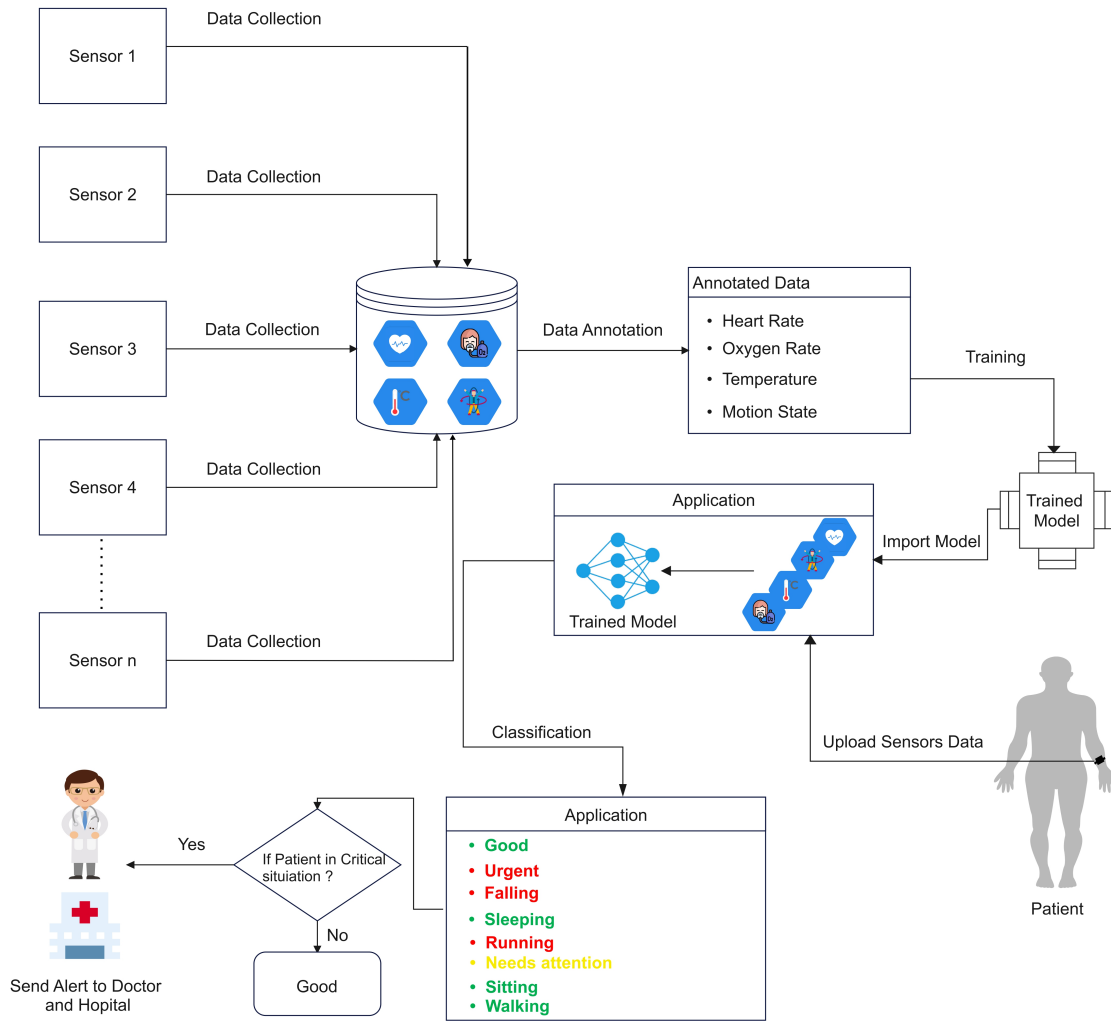 Data Collection
Sensor 1
Data Collection
Sensor 2
Data Collection
Sensor 3
Data Collection
Sensor 4
Data Collection
Sensor n
C
O2
Data Annotation
Annotated Data
• Heart Rate
• Oxygen Rate
• Temperature
• Motion State
Training
Trained
Model
Import Model
Application
C
Trained Model
Upload Sensors Data
Patient
Classification
Application
• Good
• Urgent
• Falling
• Sleeping
• Running
• Needs attention
• Sitting
• Walking
If Patient in Critical
situiation ?
Yes
No
Good
Send Alert to Doctor
and Hopital